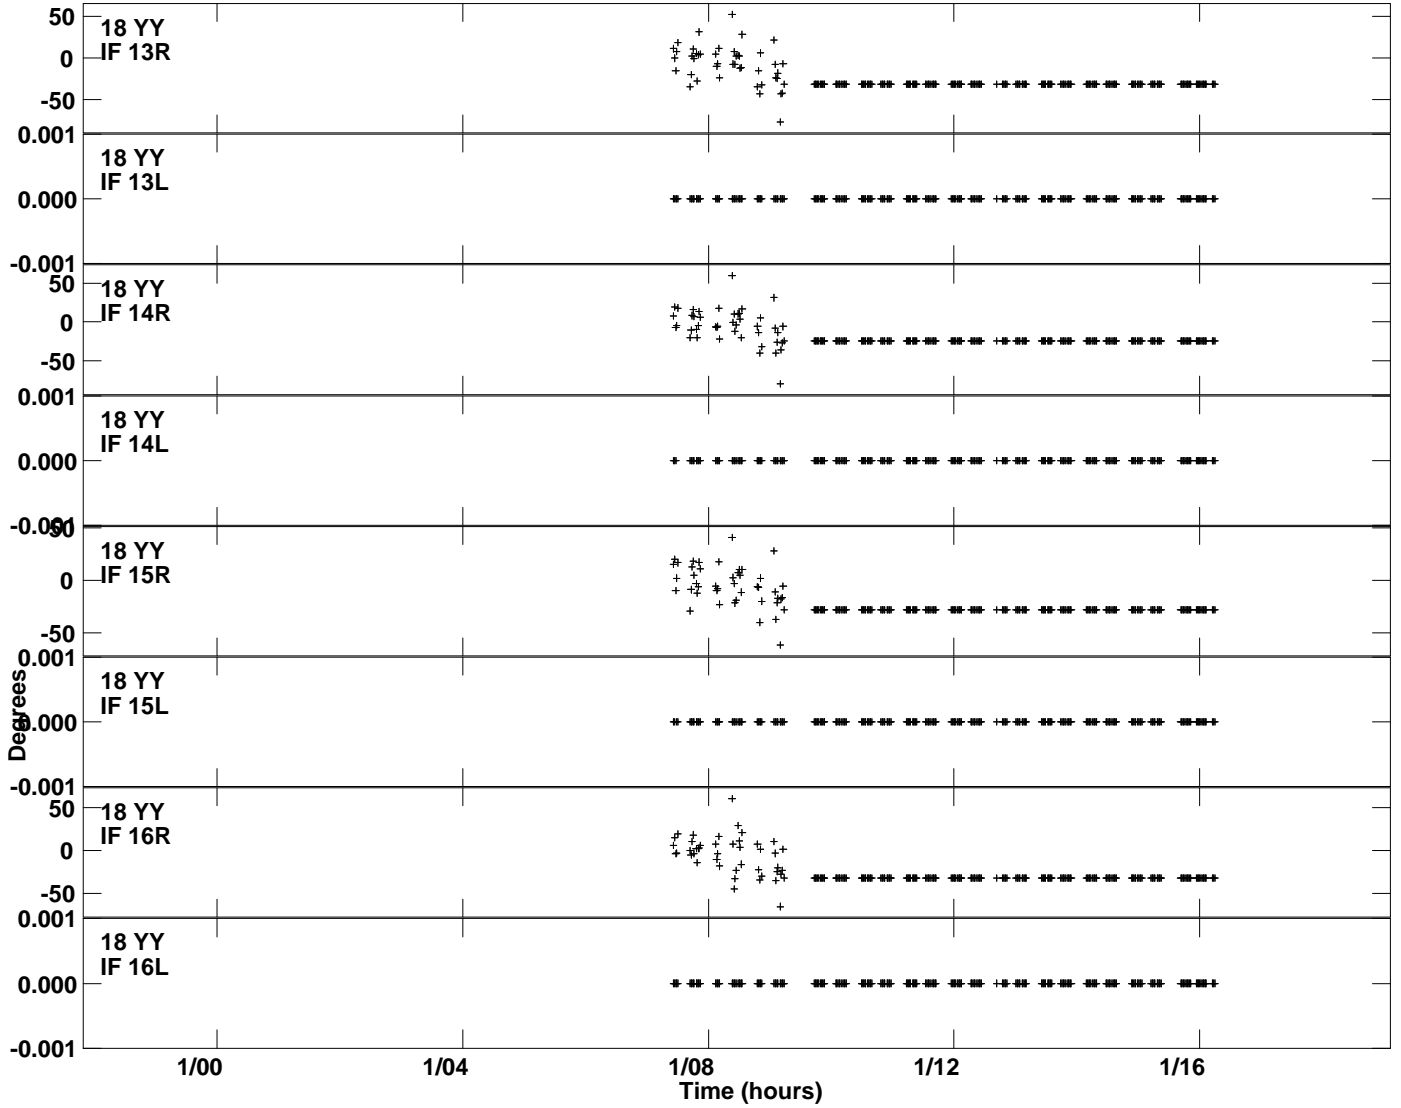 50
18 YY
IF 13R
0
-50
0.001
18 YY
IF 13L
0.000
-0.001
50
18 YY
IF 14R
0
-50
0.001
18 YY
IF 14L
0.000
-0.001
50
18 YY
IF 15R
0
-50
0.001
18 YY
IF 15L
0.000
-0.001
Degrees
50
18 YY
IF 16R
0
-50
0.001
18 YY
IF 16L
0.000
-0.001
1/00 1/04 1/08 1/12 1/16
Time (hours)